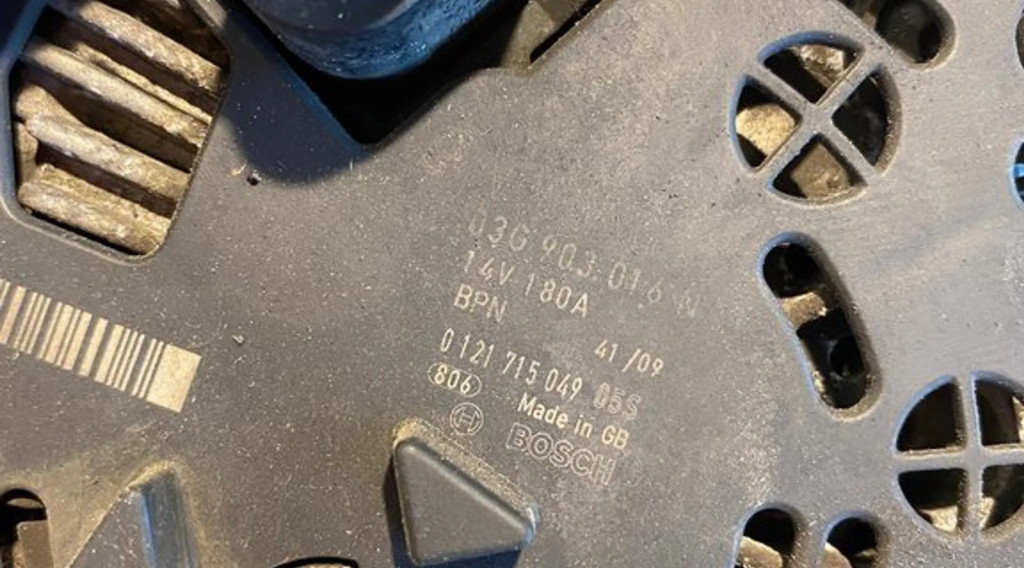 03G 903 016 N
14V 180A
BPN
41/09
0 121 715 049 05S
806 Made in GB
BOSCH